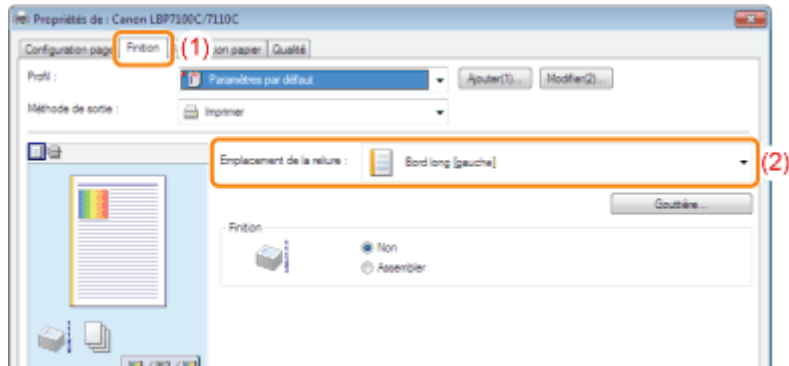 Propriétés de : Canon LBP7100C/7110C
Configuration page Finition (1) ion papier Qualité
Profil : Paramètres par défaut Ajouter(1)... Modifier(2)...
Méthode de sortie : Imprimer
Emplacement de la reliure : Bord long [gauche] (2)
Gouttière...
Finition
Non
Assembler